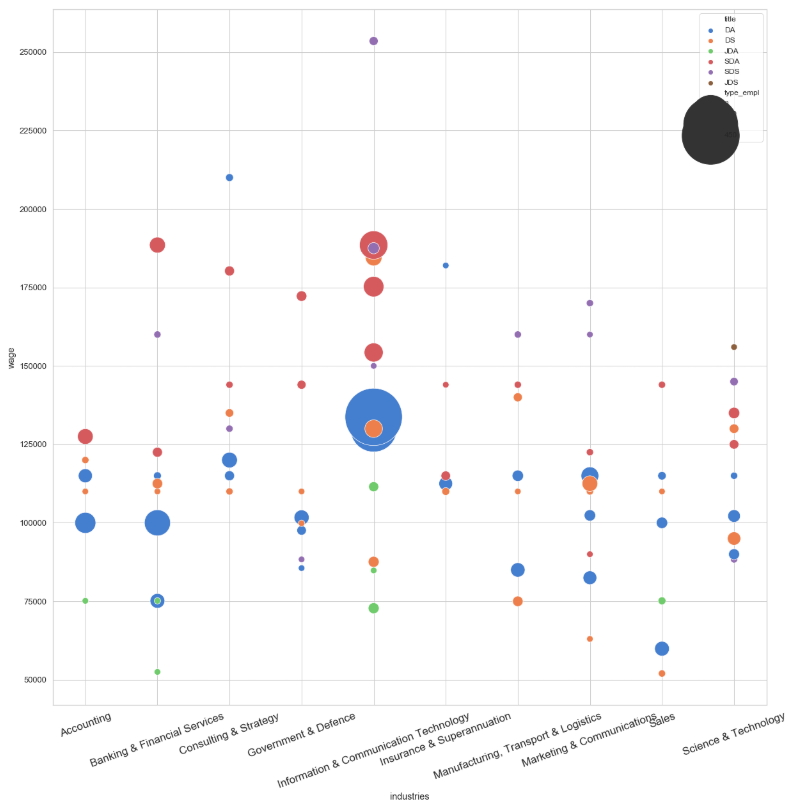 title
DA
DS
JDA
SDA
SDS
JDS
type_empl
wage
250000
225000
200000
175000
150000
125000
100000
75000
50000
Accounting
Banking & Financial Services
Consulting & Strategy
Government & Defence
Information & Communication Technology
Insurance & Superannuation
Manufacturing, Transport & Logistics
Marketing & Communications
Sales
Science & Technology
industries